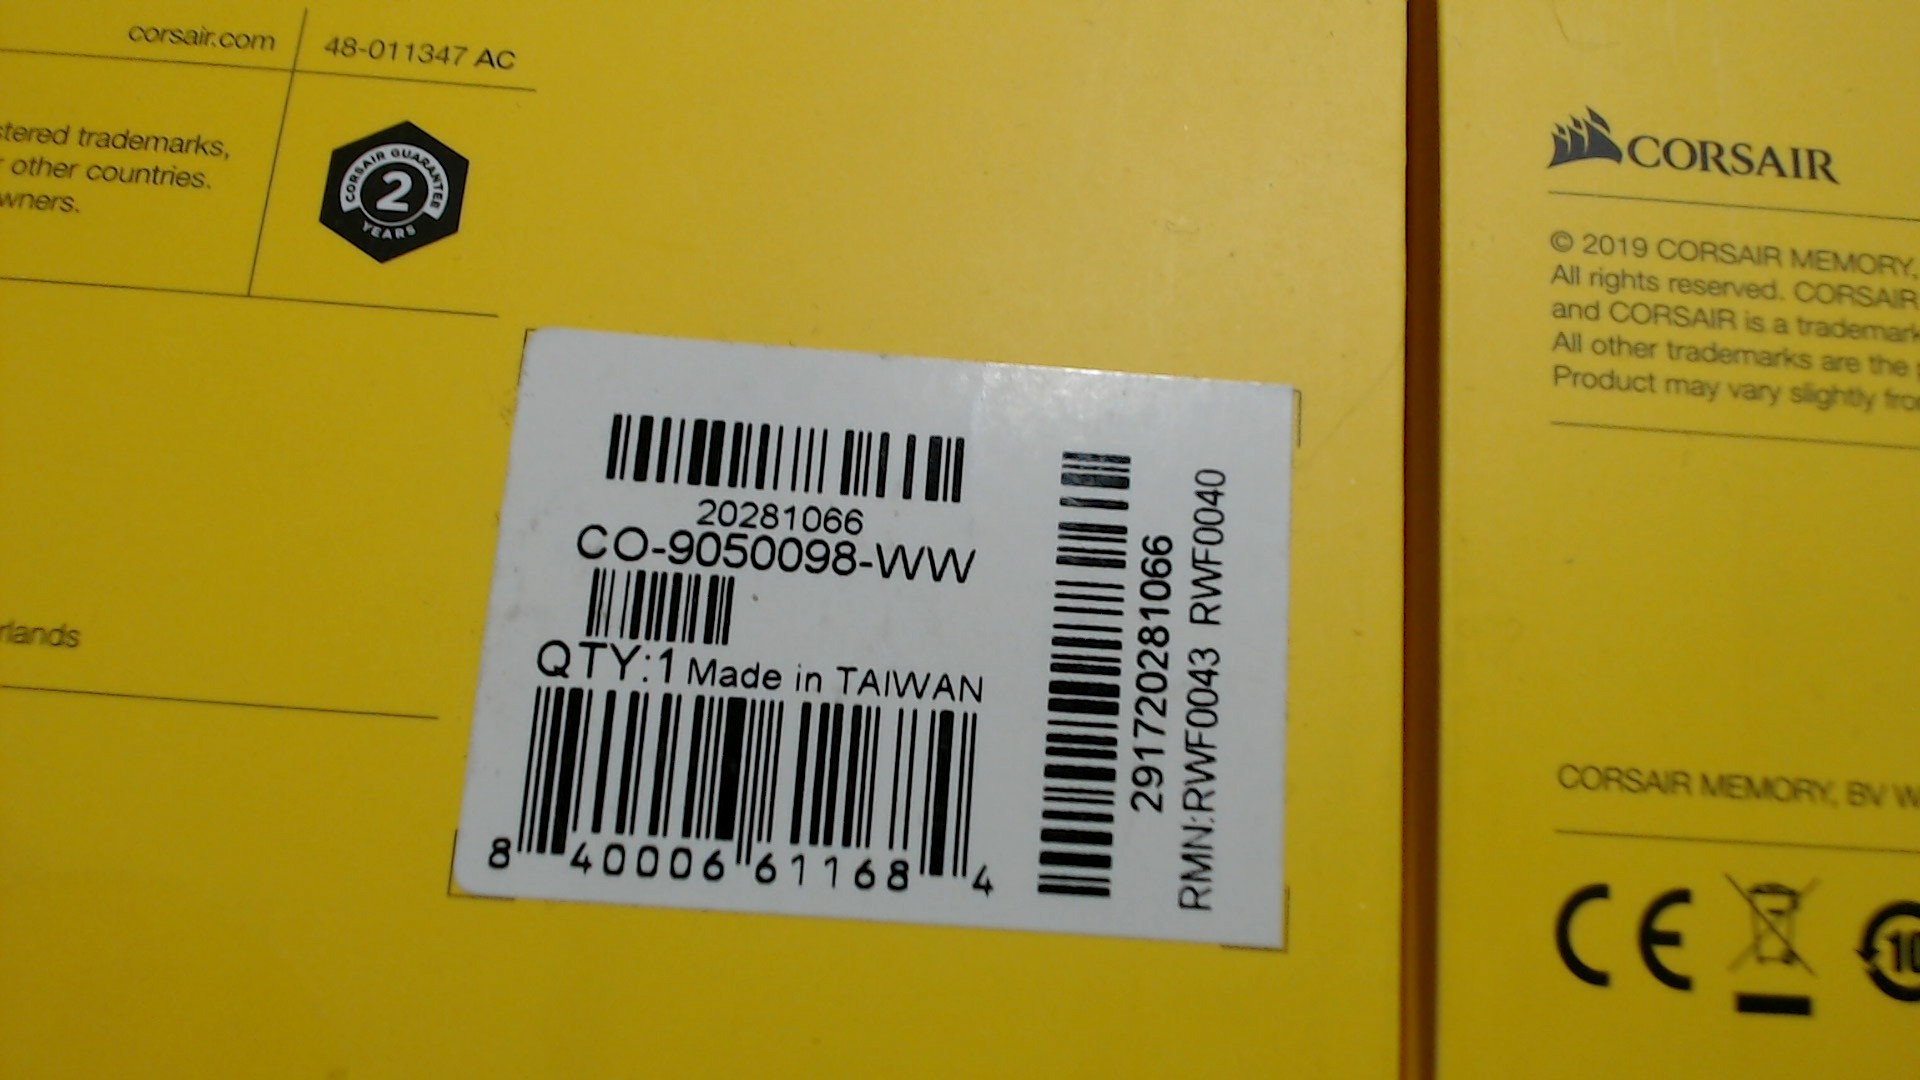 corsair.com
48-011347 AC
stered trademarks,
r other countries.
wners.
CORSAIR GUARANTEE
2
YEARS
rlands
20281066
CO-9050098-WW
QTY:1 Made in TAIWAN
8 40006 61168 4
29172028 1066
RMN:RWF0043 RWF0040
CORSAIR
© 2019 CORSAIR MEMORY,
All rights reserved. CORSAIR
and CORSAIR is a trademark
All other trademarks are the
Product may vary slightly fro
CORSAIR MEMORY, BV W
CE
10